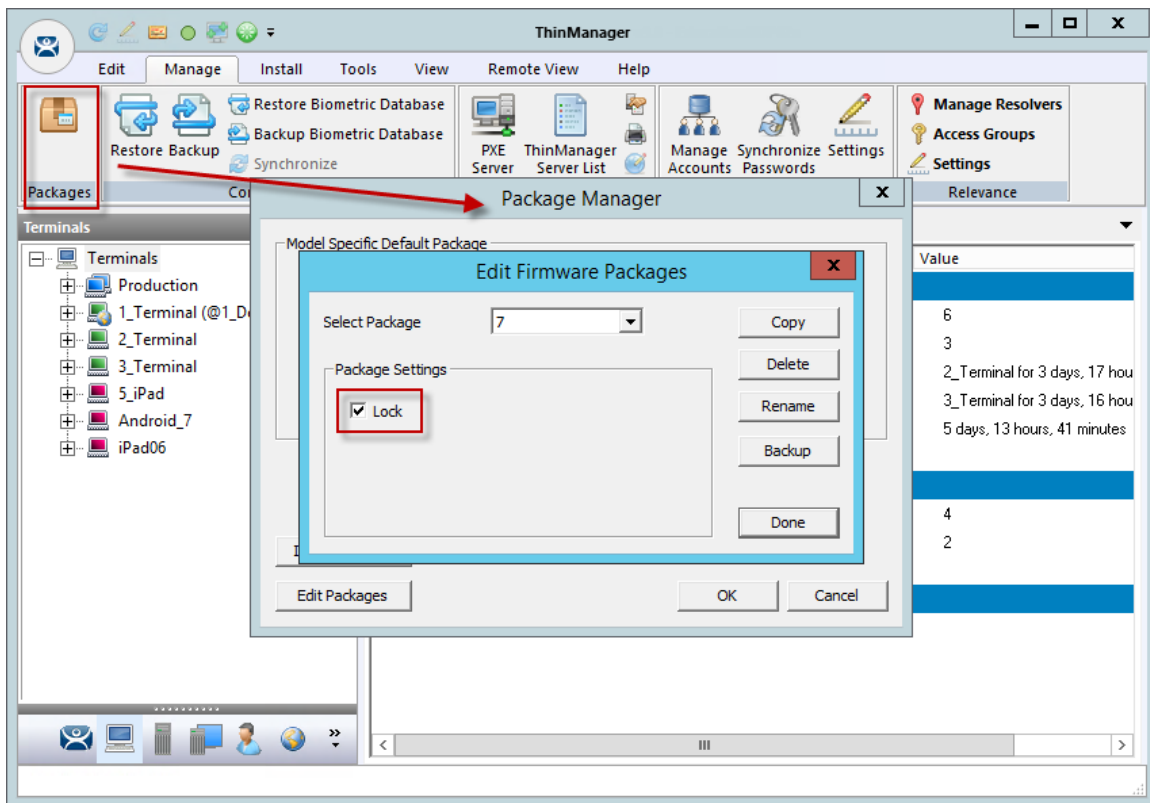 ThinManager
Edit Manage Install Tools View Remote View Help
Packages
Restore Backup
Restore Biometric Database
Backup Biometric Database
Synchronize
PXE Server
ThinManager Server List
Manage Accounts
Synchronize Passwords
Settings
Manage Resolvers
Access Groups
Settings
Packages
Relevance
Terminals
Terminals
Production
1_Terminal
2_Terminal
3_Terminal
5_iPad
Android_7
iPad06
Package Manager
Model Specific Default Package
Edit Firmware Packages
Select Package 7
Package Settings
Lock
Copy
Delete
Rename
Backup
Done
Edit Packages
OK Cancel
Value
6
3
2_Terminal for 3 days, 17 hou
3_Terminal for 3 days, 16 hou
5 days, 13 hours, 41 minutes
4
2